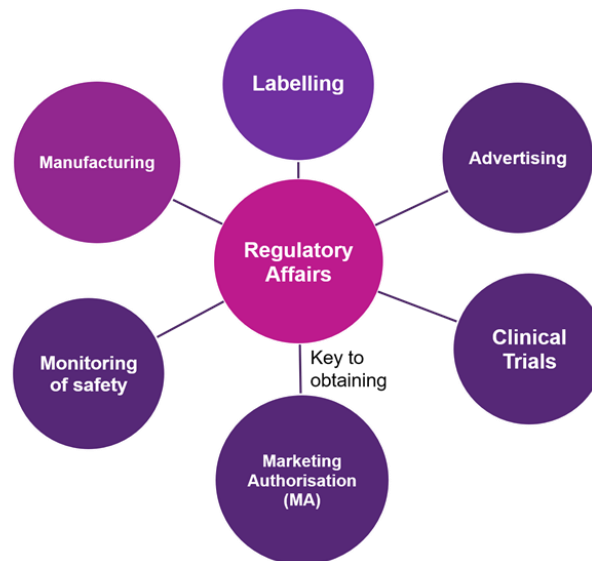 Labelling
Manufacturing
Advertising
Regulatory
Affairs
Monitoring
of safety
Clinical
Trials
Key to
obtaining
Marketing
Authorisation
(MA)